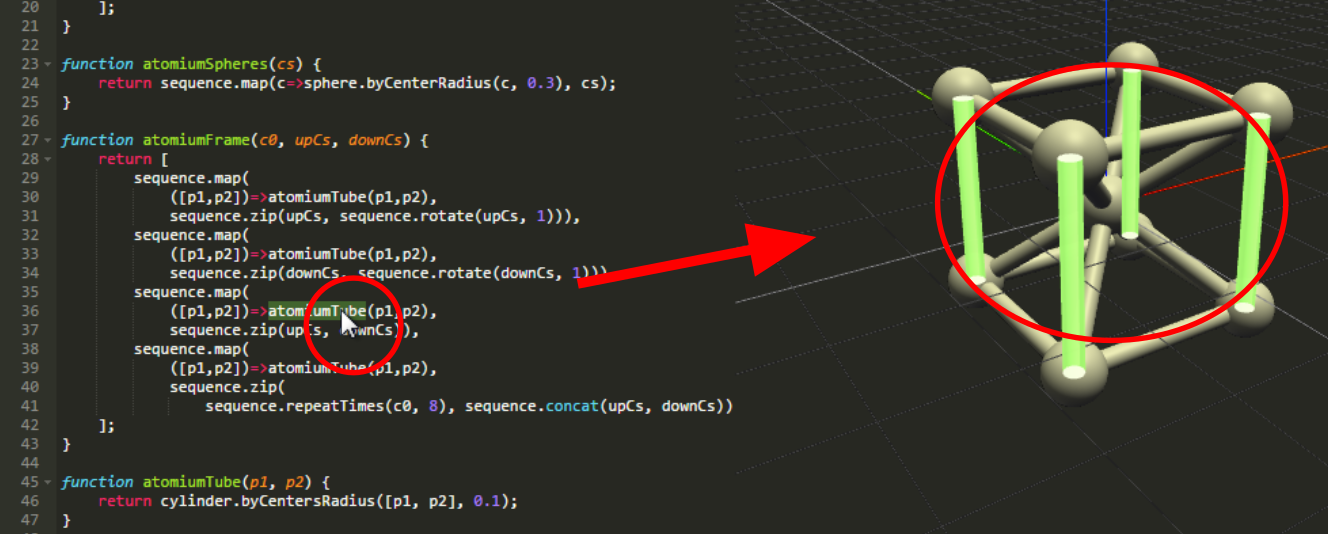 20 ];
21 }
22
23 function atomiumSpheres(cs) {
24 return sequence.map(c=>sphere.byCenterRadius(c, 0.3), cs);
25 }
26
27 function atomiumFrame(c0, upCs, downCs) {
28 return [
29 sequence.map(
30 ([p1,p2])=>atomiumTube(p1,p2),
31 sequence.zip(upCs, sequence.rotate(upCs, 1))),
32 sequence.map(
33 ([p1,p2])=>atomiumTube(p1,p2),
34 sequence.zip(downCs, sequence.rotate(downCs, 1)))
35 sequence.map(
36 ([p1,p2])=>atomiumTube(p1,p2),
37 sequence.zip(upCs, downCs)),
38 sequence.map(
39 ([p1,p2])=>atomiumTube(p1,p2),
40 sequence.zip(
41 sequence.repeatTimes(c0, 8), sequence.concat(upCs, downCs))
42 ];
43 }
44
45 function atomiumTube(p1, p2) {
46 return cylinder.byCentersRadius([p1, p2], 0.1);
47 }